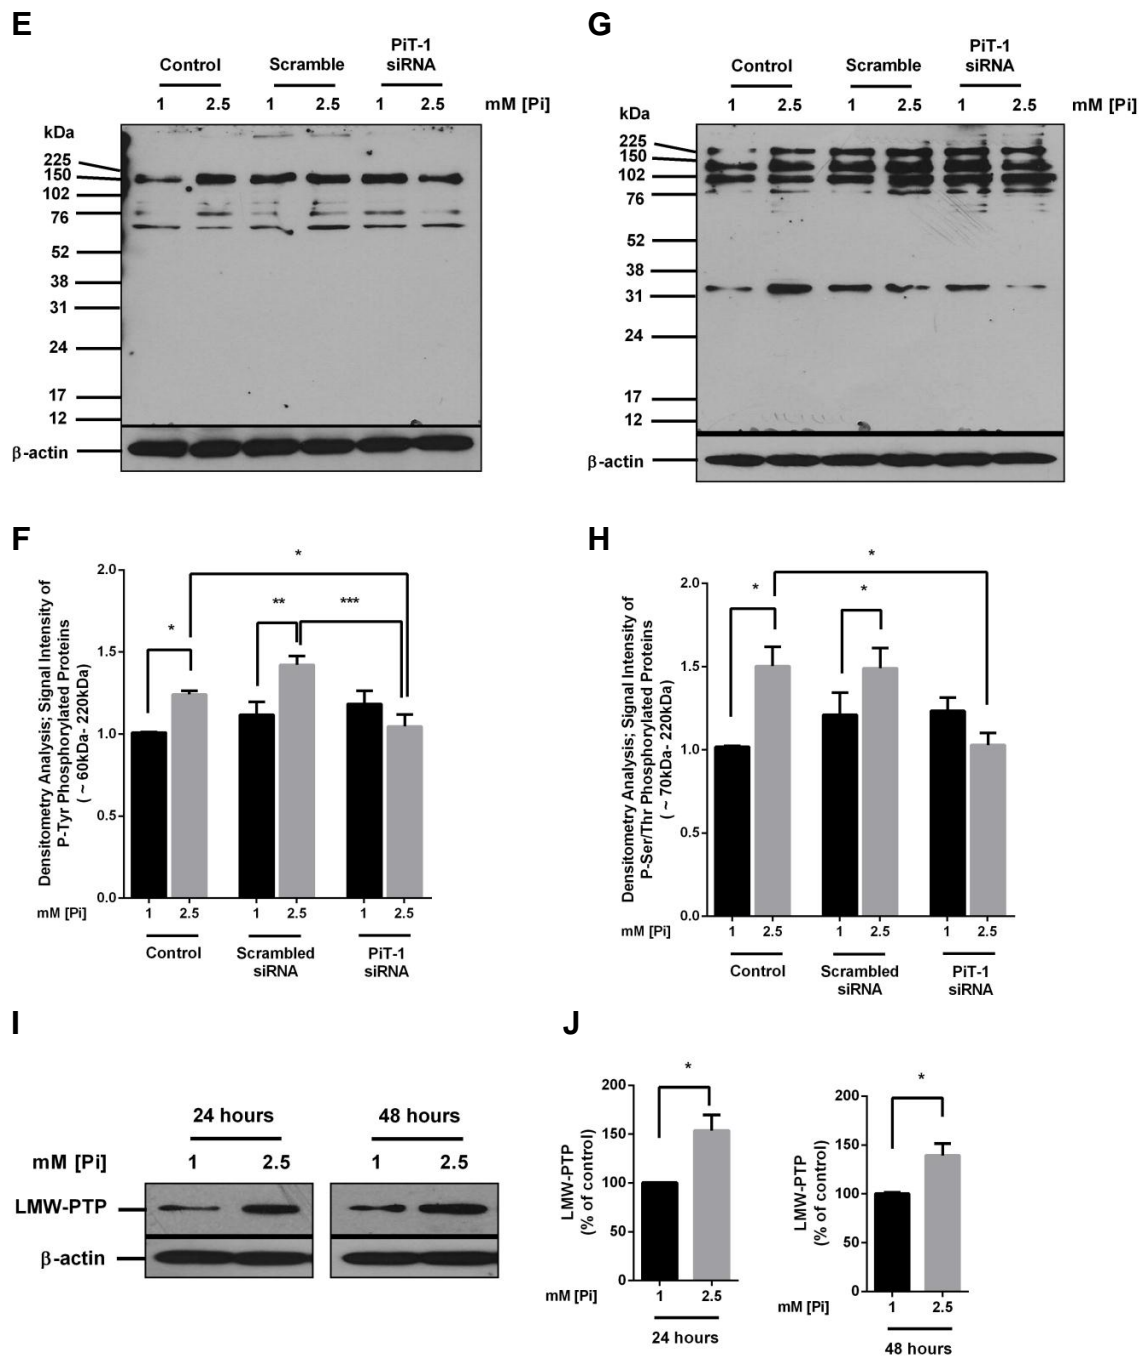 E
Control Scramble PiT-1
siRNA
1 2.5 1 2.5 1 2.5 mM [Pi]
kDa
225
150
102
76
52
38
31
24
17
12
β-actin
G
Control Scramble PiT-1
siRNA
1 2.5 1 2.5 1 2.5 mM [Pi]
kDa
225
150
102
76
52
38
31
24
17
12
β-actin
F
Densitometry Analysis; Signal Intensity of
P-Tyr Phosphorylated Proteins
( ~ 60kDa- 220kDa)
2.0
1.5
1.0
0.5
0.0
*
* ** ***
mM [Pi] 1 2.5 1 2.5 1 2.5
Control Scrambled PiT-1
siRNA siRNA
H
Densitometry Analysis; Signal Intensity of
P-Ser/Thr Phosphorylated Proteins
( ~ 70kDa- 220kDa)
2.0
1.5
1.0
0.5
0.0
*
* *
mM [Pi] 1 2.5 1 2.5 1 2.5
Control Scrambled PiT-1
siRNA siRNA
I
24 hours 48 hours
mM [Pi] 1 2.5 1 2.5
LMW-PTP
β-actin
J
LMW-PTP
(% of control)
200
150
100
50
0
*
mM [Pi] 1 2.5
24 hours
LMW-PTP
(% of control)
200
150
100
50
0
*
mM [Pi] 1 2.5
48 hours